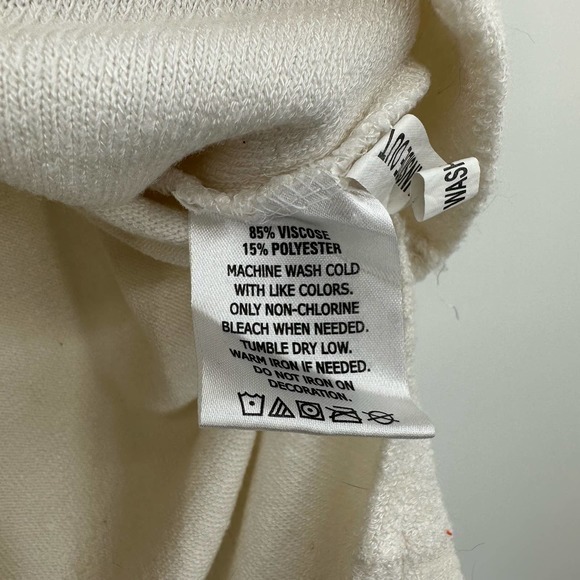 85% VISCOSE
15% POLYESTER
MACHINE WASH COLD
WITH LIKE COLORS.
ONLY NON-CHLORINE
BLEACH WHEN NEEDED.
TUMBLE DRY LOW.
WARM IRON IF NEEDED.
DO NOT IRON ON
DECORATION.
WASH